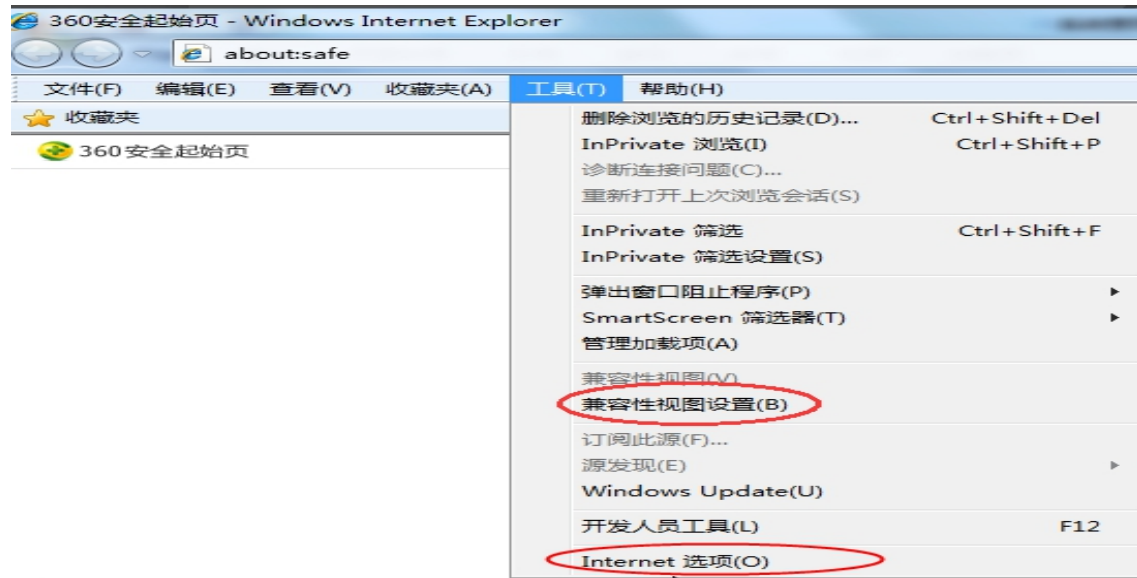 360安全起始页 - Windows Internet Explorer
about:safe
文件(F) 编辑(E) 查看(V) 收藏夹(A) 工具(T) 帮助(H)
收藏夹
360安全起始页
删除浏览的历史记录(D)... Ctrl+Shift+Del
InPrivate 浏览(I) Ctrl+Shift+P
诊断连接问题(C)...
重新打开上次浏览会话(S)
InPrivate 筛选 Ctrl+Shift+F
InPrivate 筛选设置(S)
弹出窗口阻止程序(P)
SmartScreen 筛选器(T)
管理加载项(A)
兼容性视图(V)
兼容性视图设置(B)
订阅此源(F)...
源发现(E)
Windows Update(U)
开发人员工具(L) F12
Internet 选项(O)